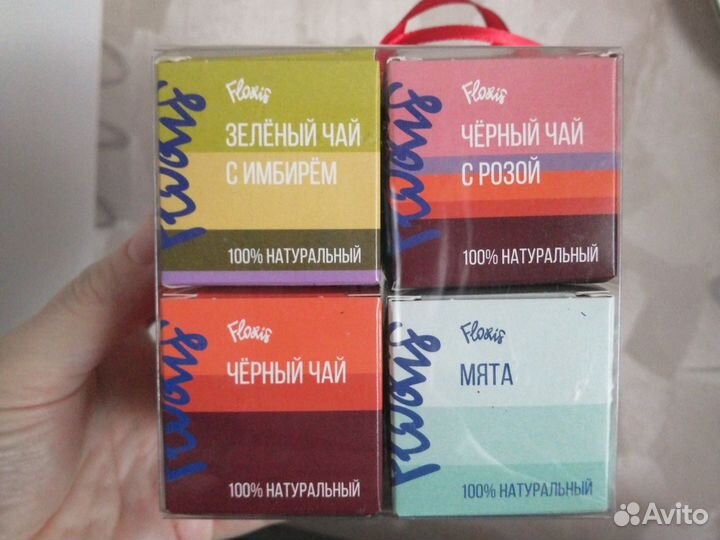 Floris
ЗЕЛЁНЫЙ ЧАЙ
С ИМБИРЁМ
100% НАТУРАЛЬНЫЙ
Floris
ЧЁРНЫЙ ЧАЙ
С РОЗОЙ
100% НАТУРАЛЬНЫЙ
Floris
ЧЁРНЫЙ ЧАЙ
100% НАТУРАЛЬНЫЙ
Floris
МЯТА
100% НАТУРАЛЬНЫЙ
Avito